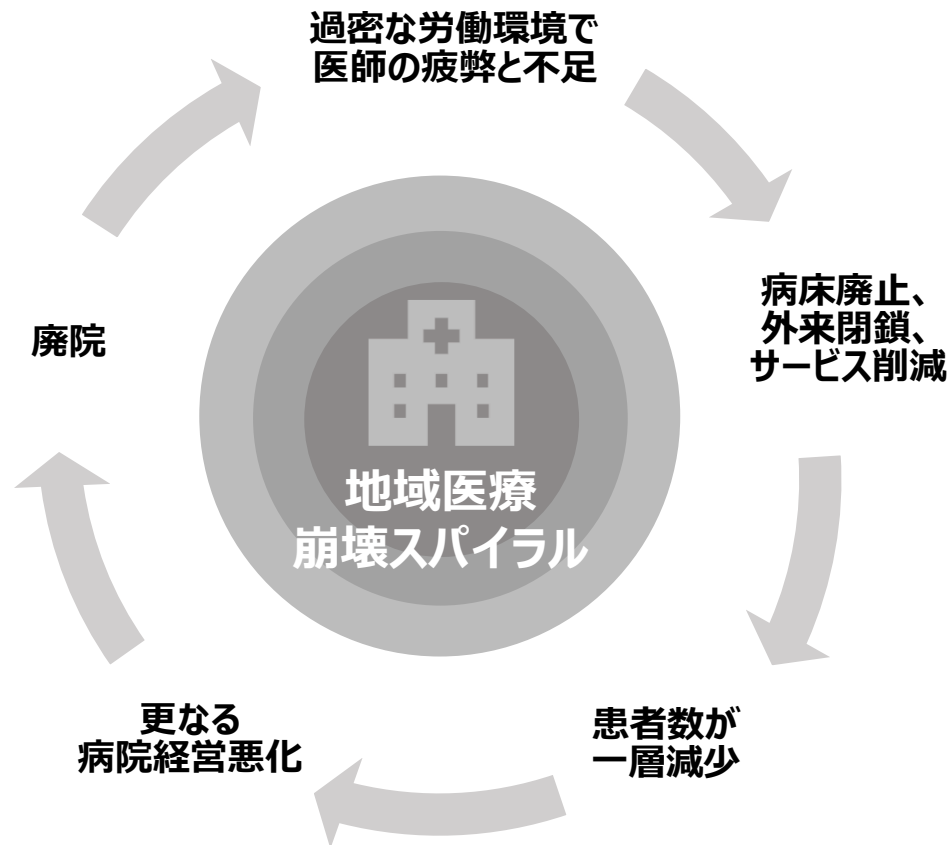 過密な労働環境で
医師の疲弊と不足
病床廃止、
外来閉鎖、
サービス削減
患者数が
一層減少
更なる
病院経営悪化
廃院
地域医療
崩壊スパイラル